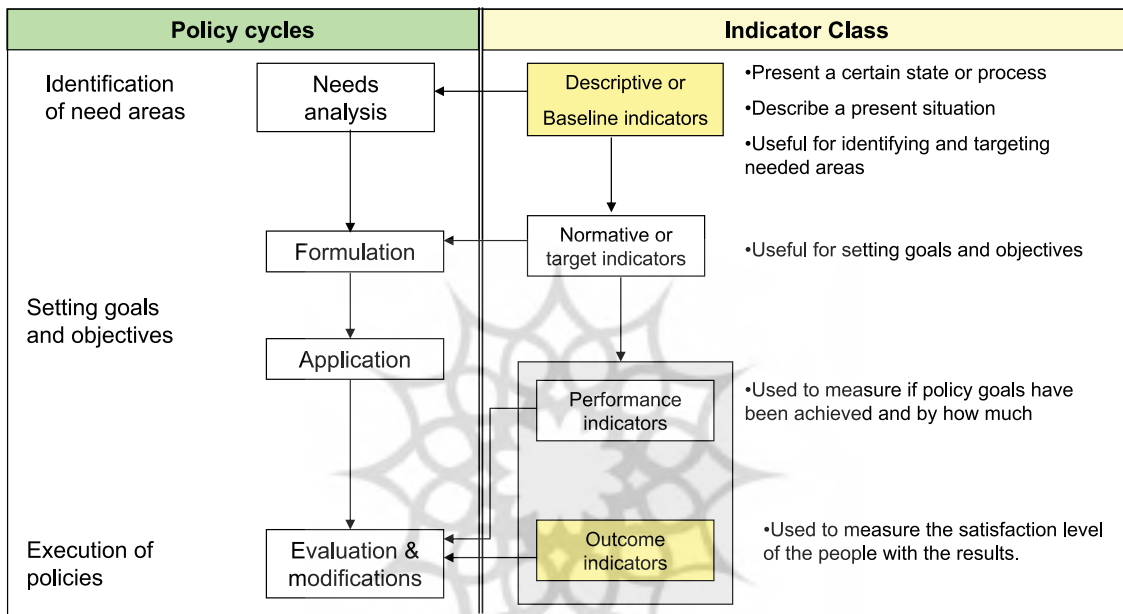 Policy cycles
Indicator Class
Identification
of need areas
Needs
analysis
Descriptive or
Baseline indicators
•Present a certain state or process
•Describe a present situation
•Useful for identifying and targeting
needed areas
Formulation
Normative or
target indicators
•Useful for setting goals and objectives
Setting goals
and objectives
Application
Performance
indicators
•Used to measure if policy goals have
been achieved and by how much
Execution of
policies
Evaluation &
modifications
Outcome
indicators
•Used to measure the satisfaction level
of the people with the results.